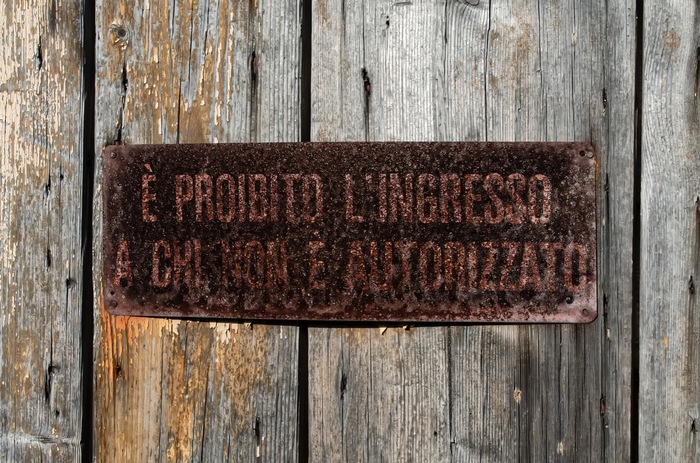 È PROIBITO L'INGRESSO
A CHI NON È AUTORIZZATO